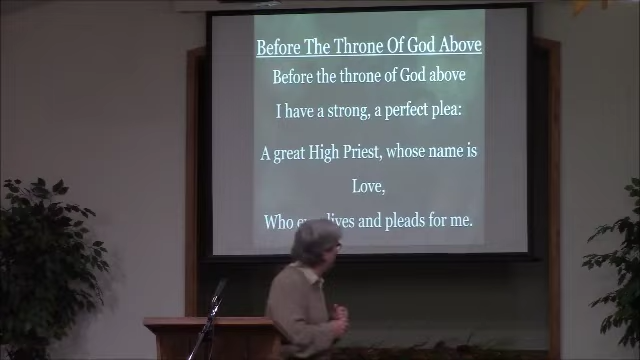 Before The Throne Of God Above
Before the throne of God above
I have a strong, a perfect plea:
A great High Priest, whose name is
Love,
Who lives and pleads for me.